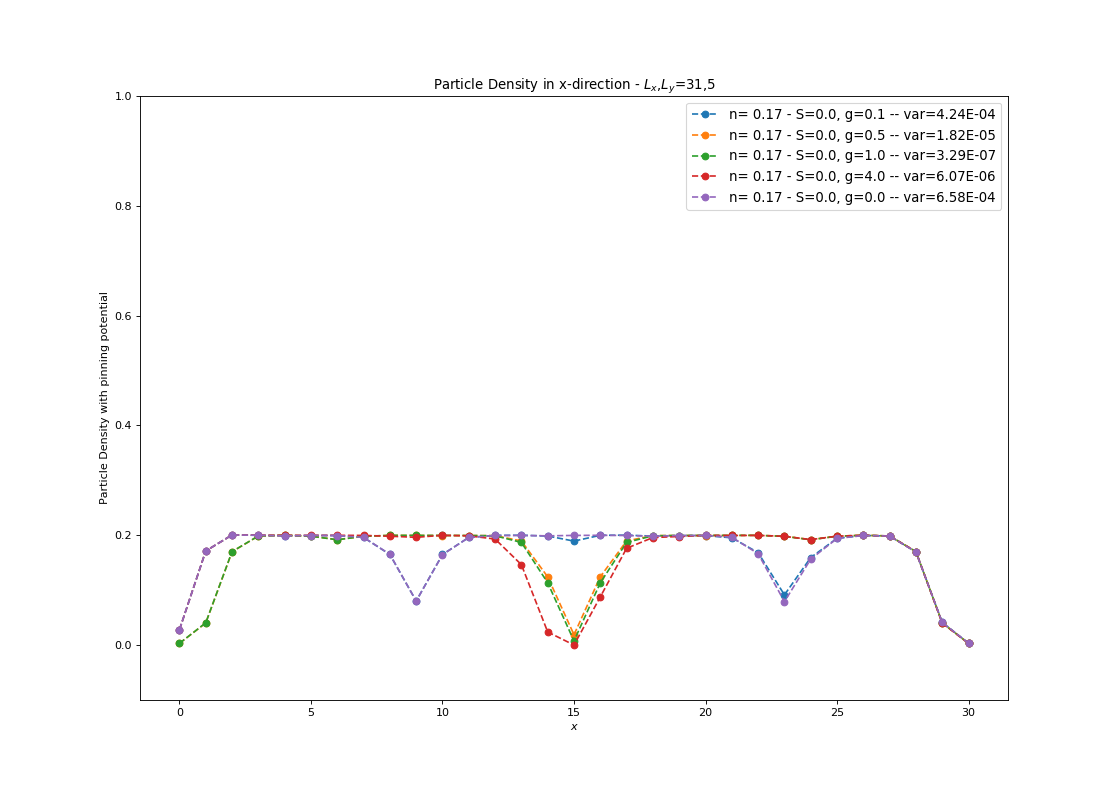 Particle Density in x-direction - Lx,Ly=31,5
1.0
0.8
0.6
0.4
0.2
0.0
Particle Density with pinning potential
n= 0.17 - S=0.0, g=0.1 -- var=4.24E-04
n= 0.17 - S=0.0, g=0.5 -- var=1.82E-05
n= 0.17 - S=0.0, g=1.0 -- var=3.29E-07
n= 0.17 - S=0.0, g=4.0 -- var=6.07E-06
n= 0.17 - S=0.0, g=0.0 -- var=6.58E-04
0 5 10 15 20 25 30
x